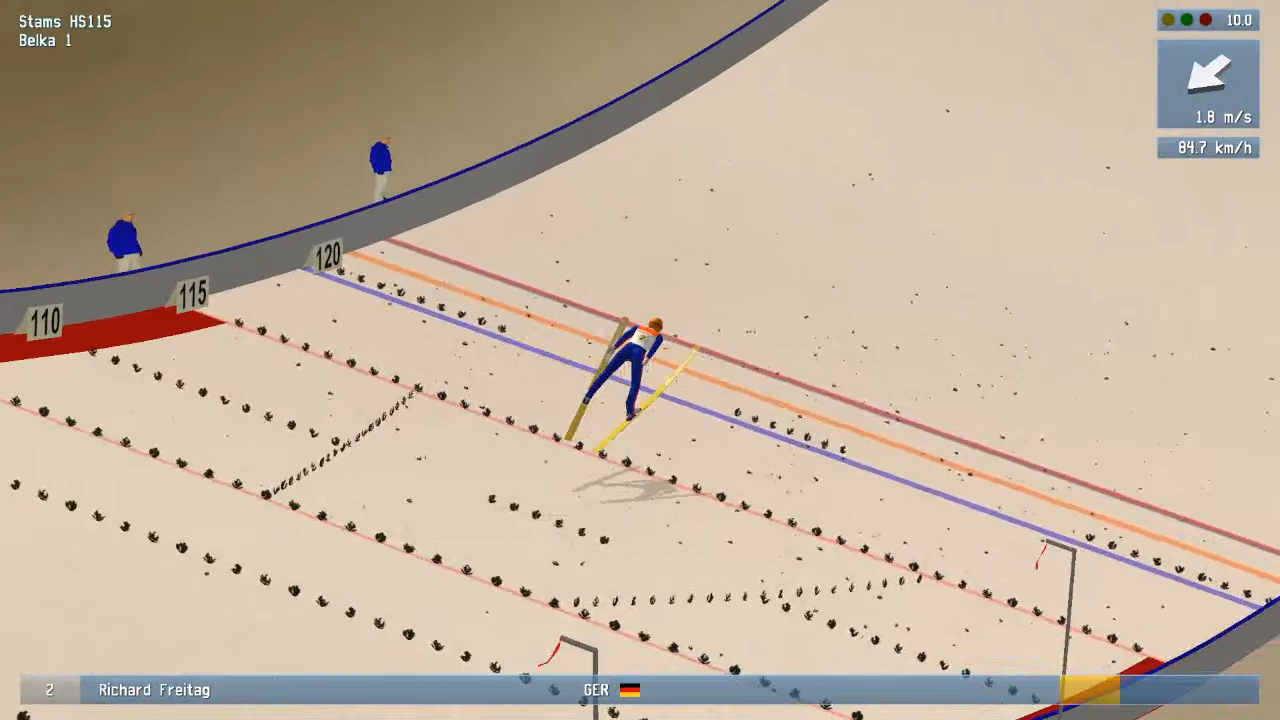 Stams HS115
Belka 1
10.0
1.8 m/s
84.7 km/h
120
115
110
2 Richard Freitag GER